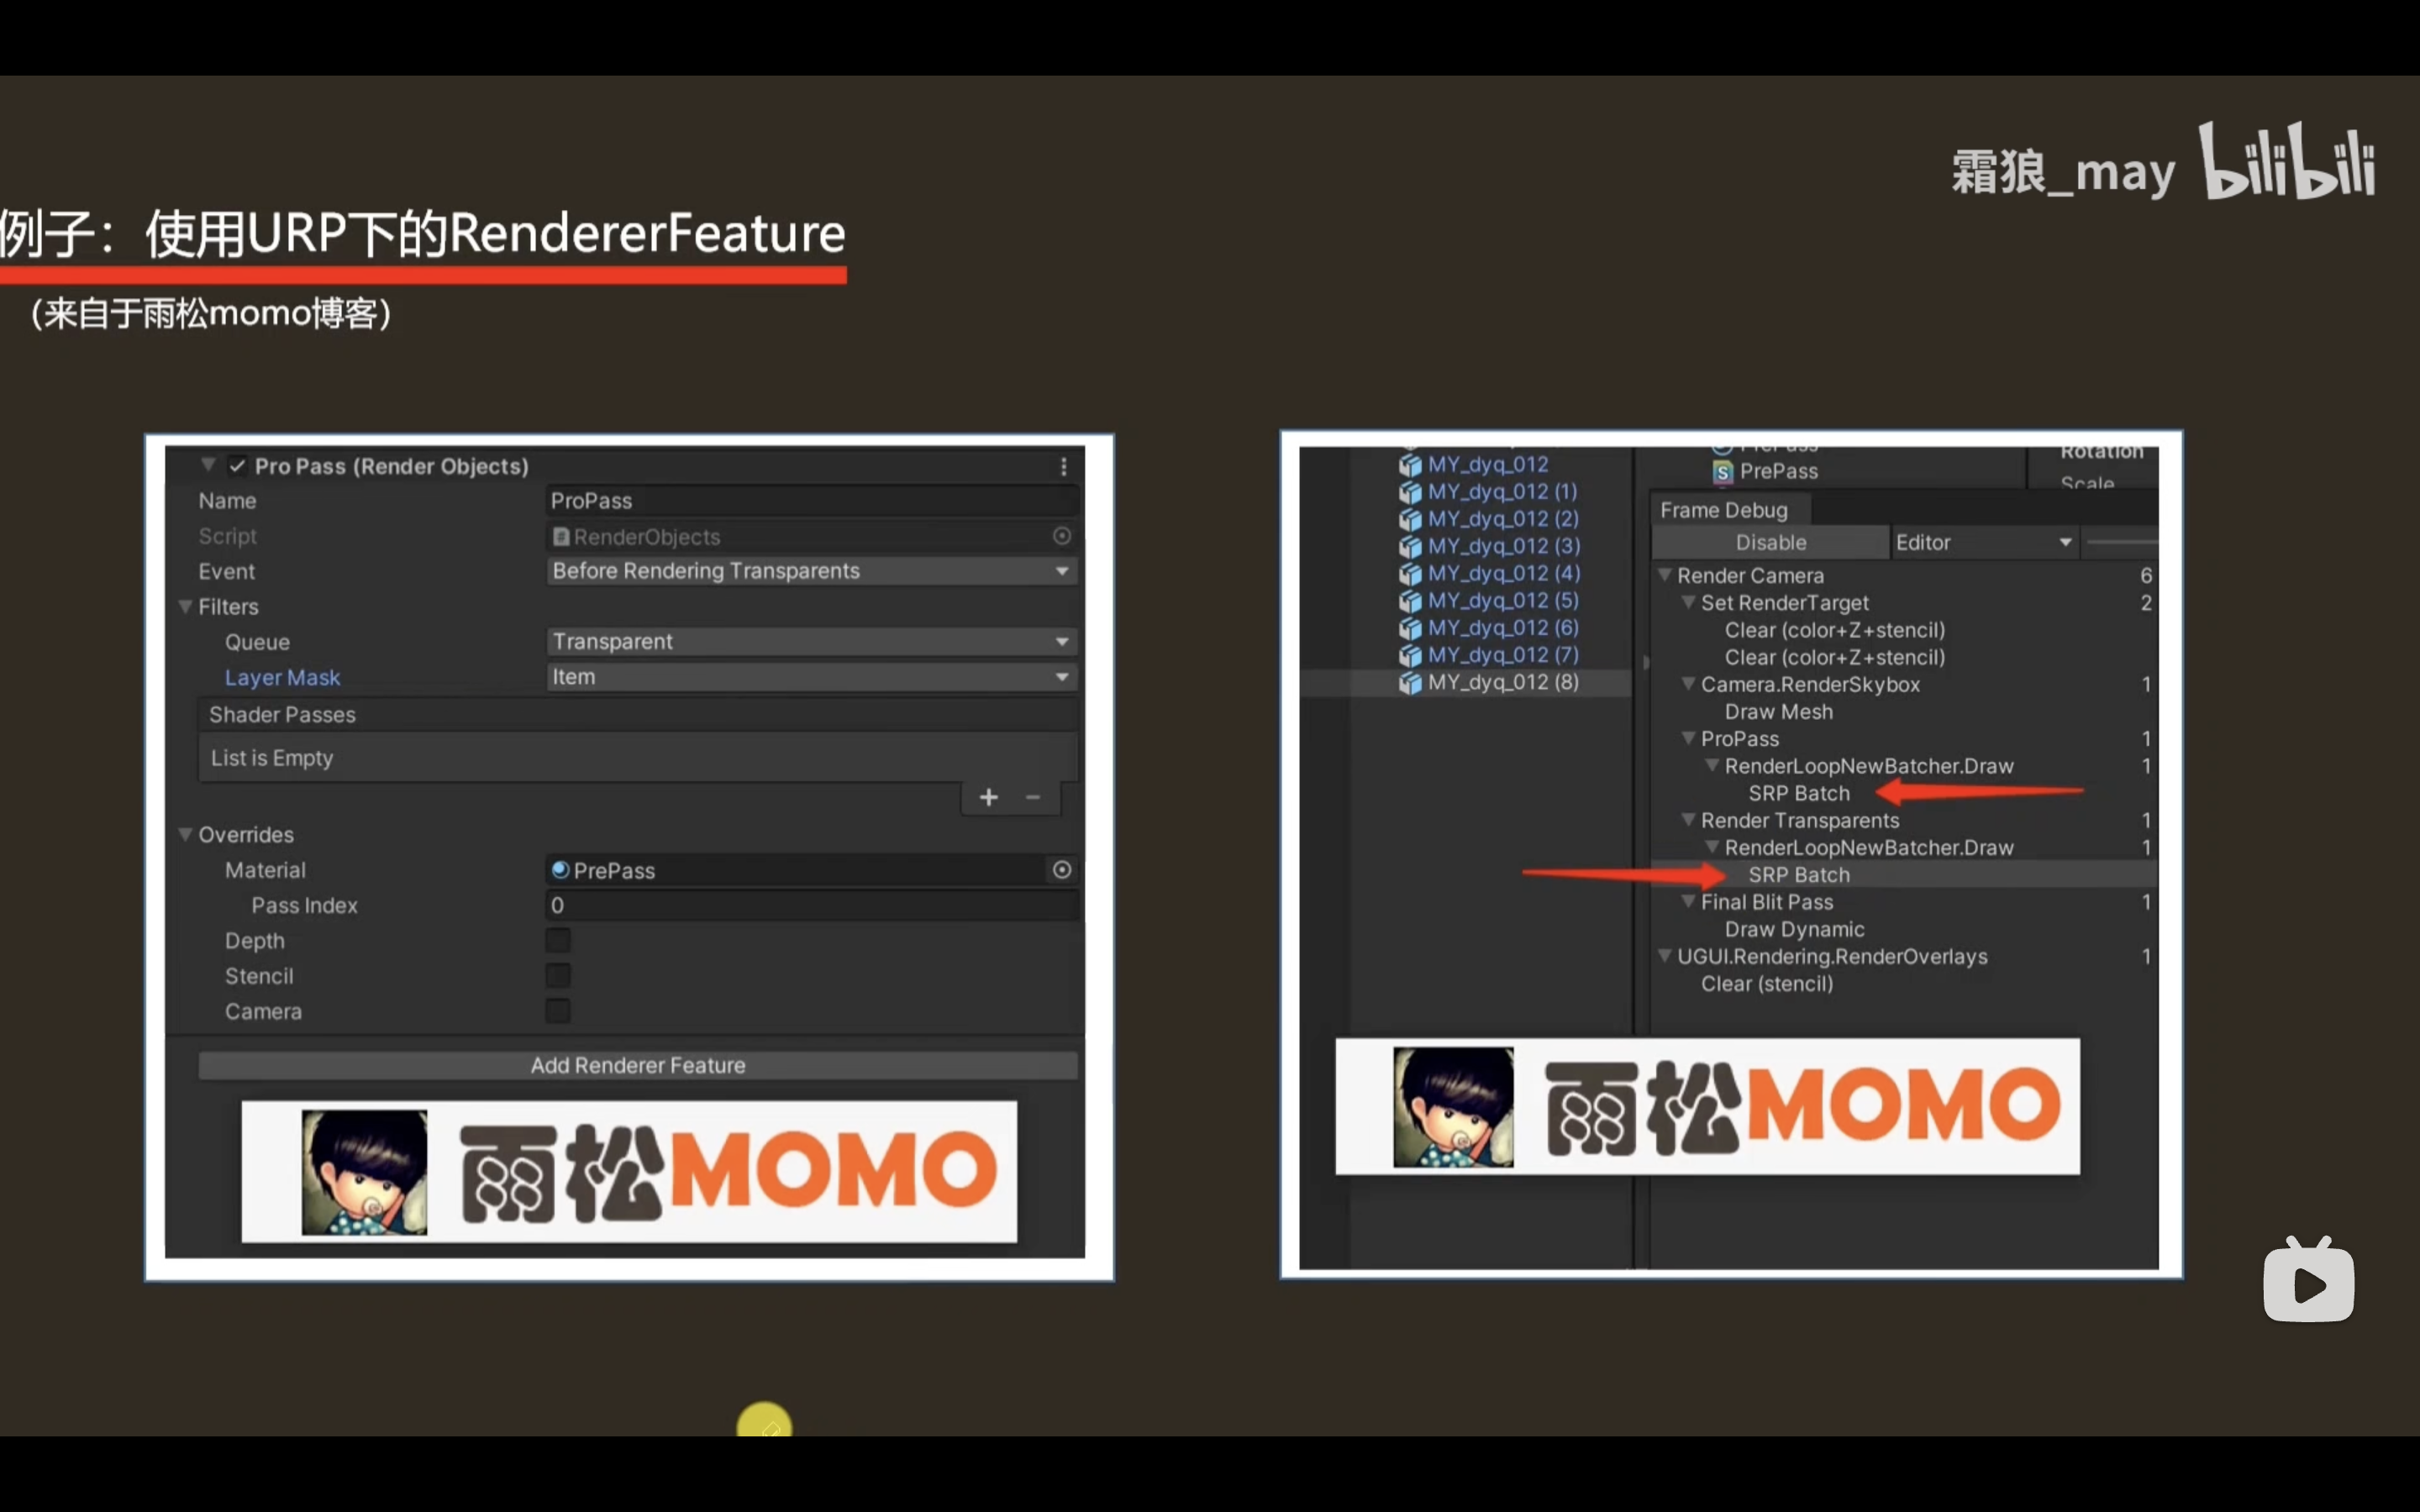 霜狼_may bilibili
例子：使用URP下的RendererFeature
（来自于雨松momo博客）
Pro Pass (Render Objects)
Name ProPass
Script RenderObjects
Event Before Rendering Transparents
Filters
Queue Transparent
Layer Mask Item
Shader Passes
List is Empty
+ −
Overrides
Material PrePass
Pass Index 0
Depth
Stencil
Camera
Add Renderer Feature
雨松MOMO
MY_dyq_012
MY_dyq_012 (1)
MY_dyq_012 (2)
MY_dyq_012 (3)
MY_dyq_012 (4)
MY_dyq_012 (5)
MY_dyq_012 (6)
MY_dyq_012 (7)
MY_dyq_012 (8)
PrePass
PrePass
Rotation
Scale
Frame Debug
Disable Editor
Render Camera 6
Set RenderTarget 2
Clear (color+Z+stencil)
Clear (color+Z+stencil)
Camera.RenderSkybox 1
Draw Mesh
ProPass 1
RenderLoopNewBatcher.Draw 1
SRP Batch
Render Transparents 1
RenderLoopNewBatcher.Draw 1
SRP Batch
Final Blit Pass 1
Draw Dynamic
UGUI.Rendering.RenderOverlays 1
Clear (stencil)
雨松MOMO